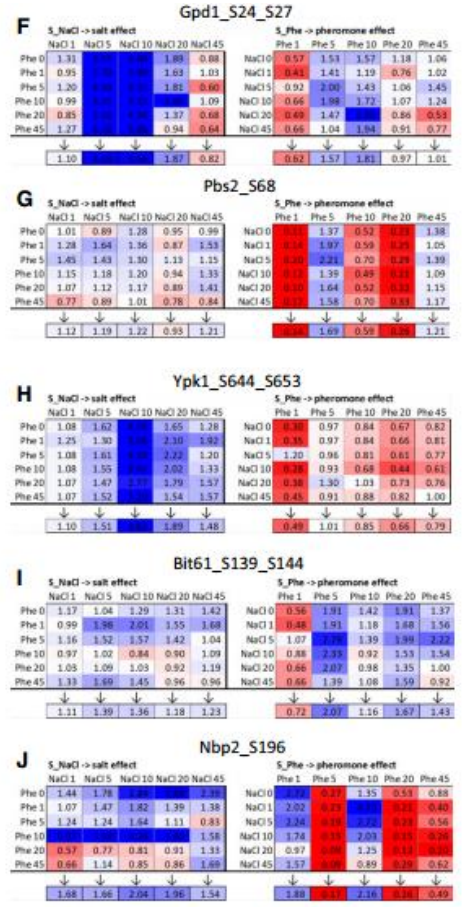 Gpd1_S24_S27
F
S_NaCl -> salt effect
NaCl 1 NaCl 5 NaCl 10 NaCl 20 NaCl 45
Phe 0 1.31 1.89 0.88
Phe 1 0.95 1.63 1.03
Phe 5 1.20 1.81 0.60
Phe 10 0.99 1.09
Phe 20 0.85 1.37 0.68
Phe 45 1.27 0.94 0.64
1.10 1.87 0.82
S_Phe -> pheromone effect
Phe 1 Phe 5 Phe 10 Phe 20 Phe 45
NaCl 0 0.57 1.53 1.57 1.18 1.06
NaCl 1 0.41 1.41 1.19 0.76 1.02
NaCl 5 0.92 2.00 1.43 1.06 1.45
NaCl 10 0.66 1.98 1.72 1.07 1.24
NaCl 20 0.49 1.47 0.86 0.53
NaCl 45 0.66 1.04 1.94 0.91 0.77
0.62 1.57 1.81 0.97 1.01
Pbs2_S68
G
S_NaCl -> salt effect
NaCl 1 NaCl 5 NaCl 10 NaCl 20 NaCl 45
Phe 0 1.01 0.89 1.28 0.95 0.99
Phe 1 1.28 1.64 1.36 0.87 1.53
Phe 5 1.45 1.43 1.30 1.13 1.15
Phe 10 1.15 1.18 1.20 0.94 1.33
Phe 20 1.07 1.12 1.17 0.89 1.41
Phe 45 0.77 0.89 1.01 0.78 0.84
1.12 1.19 1.22 0.93 1.21
S_Phe -> pheromone effect
Phe 1 Phe 5 Phe 10 Phe 20 Phe 45
NaCl 0 1.37 0.52 1.38
NaCl 1 1.97 0.59 1.05
NaCl 5 2.21 0.70 1.39
NaCl 10 1.39 0.49 1.09
NaCl 20 1.64 0.52 1.15
NaCl 45 1.58 0.70 1.17
1.69 0.59 1.21
Ypk1_S644_S653
H
S_NaCl -> salt effect
NaCl 1 NaCl 5 NaCl 10 NaCl 20 NaCl 45
Phe 0 1.08 1.62 1.65 1.28
Phe 1 1.25 1.30 2.10 1.92
Phe 5 1.08 1.61 2.22 1.20
Phe 10 1.08 1.55 2.02 1.33
Phe 20 1.07 1.47 1.79 1.57
Phe 45 1.07 1.52 1.54 1.57
1.10 1.51 1.89 1.48
S_Phe -> pheromone effect
Phe 1 Phe 5 Phe 10 Phe 20 Phe 45
NaCl 0 0.30 0.97 0.84 0.67 0.82
NaCl 1 0.35 0.97 0.84 0.66 0.81
NaCl 5 1.20 0.96 0.81 0.61 0.77
NaCl 10 0.28 0.93 0.68 0.44 0.61
NaCl 20 0.38 1.30 1.03 0.73 0.76
NaCl 45 0.45 0.91 0.88 0.82 1.00
0.49 1.01 0.85 0.66 0.79
Bit61_S139_S144
I
S_NaCl -> salt effect
NaCl 1 NaCl 5 NaCl 10 NaCl 20 NaCl 45
Phe 0 1.17 1.04 1.29 1.31 1.42
Phe 1 0.99 1.98 2.01 1.55 1.68
Phe 5 1.16 1.52 1.57 1.42 1.04
Phe 10 0.97 1.02 0.84 0.90 1.09
Phe 20 1.03 1.09 1.03 0.92 1.19
Phe 45 1.33 1.69 1.45 0.96 0.96
1.11 1.39 1.36 1.18 1.23
S_Phe -> pheromone effect
Phe 1 Phe 5 Phe 10 Phe 20 Phe 45
NaCl 0 0.56 1.91 1.42 1.91 1.37
NaCl 1 0.48 1.91 1.18 1.68 1.56
NaCl 5 1.07 1.39 1.99 2.22
NaCl 10 0.88 2.33 0.92 1.53 1.54
NaCl 20 0.66 2.07 0.98 1.35 1.00
NaCl 45 0.66 1.39 1.08 1.59 0.92
0.72 2.07 1.16 1.67 1.43
Nbp2_S196
J
S_NaCl -> salt effect
NaCl 1 NaCl 5 NaCl 10 NaCl 20 NaCl 45
Phe 0 1.44 1.78 2.39
Phe 1 1.07 1.47 1.82 1.39 1.38
Phe 5 1.24 1.24 1.64 1.11 0.83
Phe 10 1.58
Phe 20 0.57 0.77 0.81 0.91 1.33
Phe 45 0.66 1.14 0.85 0.86 1.69
1.68 1.66 2.04 1.96 1.54
S_Phe -> pheromone effect
Phe 1 Phe 5 Phe 10 Phe 20 Phe 45
NaCl 0 1.35 0.53 0.88
NaCl 1 2.02 0.40
NaCl 5 2.24 0.56
NaCl 10 1.74 2.03
NaCl 20 0.97 1.25
NaCl 45 1.57 0.89 0.29 0.62
1.88 2.16 0.49